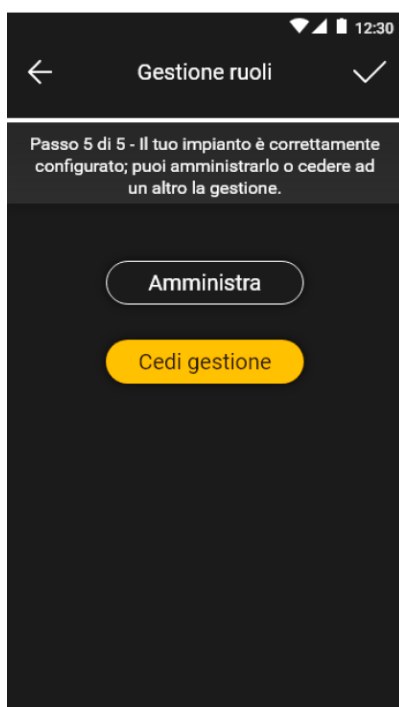 12:30
Gestione ruoli
Passo 5 di 5 - Il tuo impianto è correttamente
configurato; puoi amministrarlo o cedere ad
un altro la gestione.
Amministra
Cedi gestione